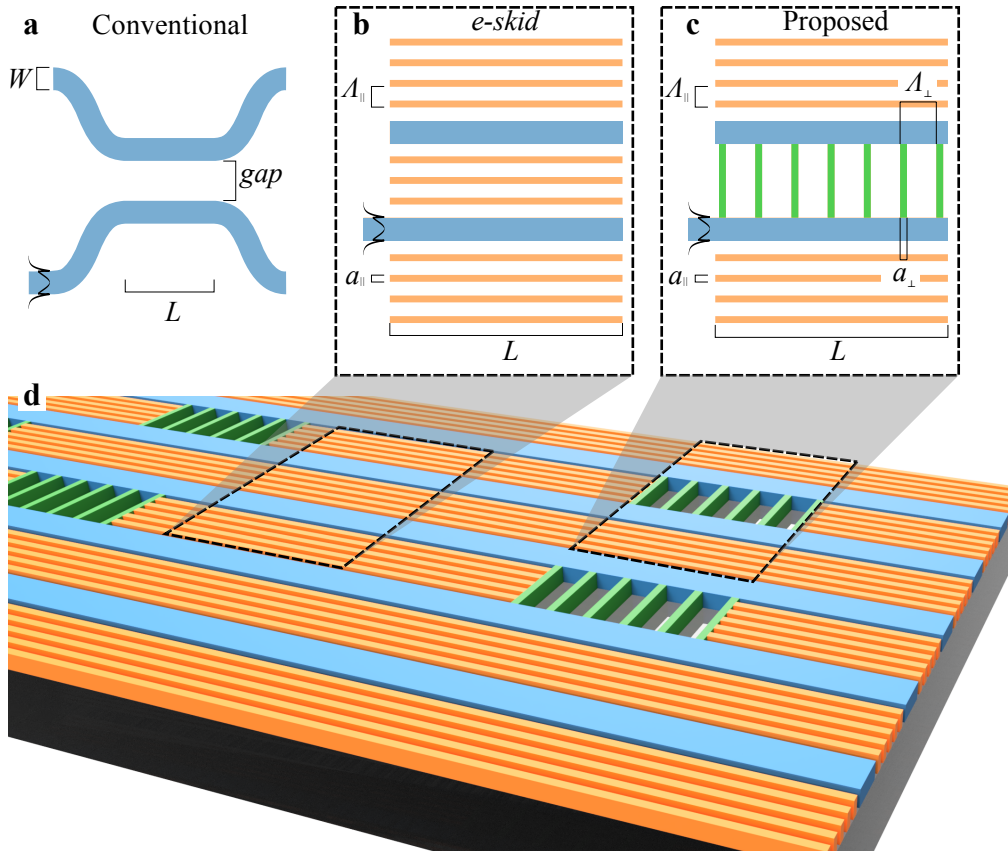 a Conventional
W
gap
L
b e-skid
Λ||
a||
L
c Proposed
Λ||
Λ⊥
a||
a⊥
L
d